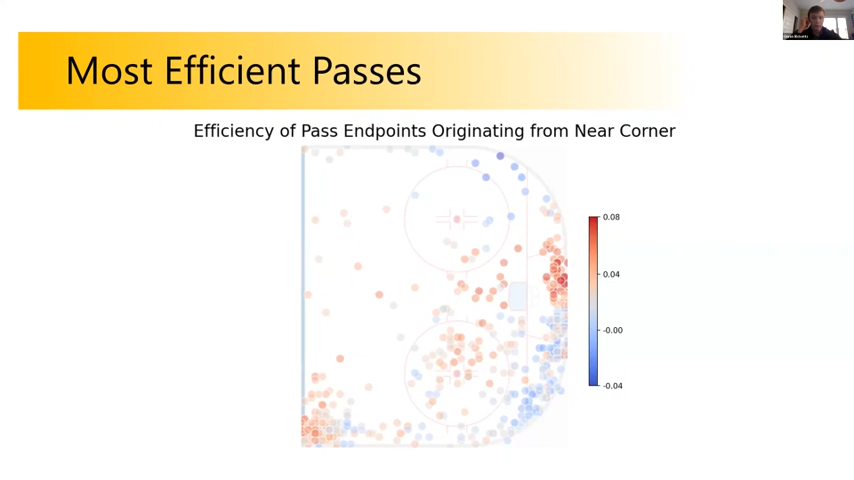 Most Efficient Passes
Efficiency of Pass Endpoints Originating from Near Corner
0.08
0.04
-0.00
-0.04